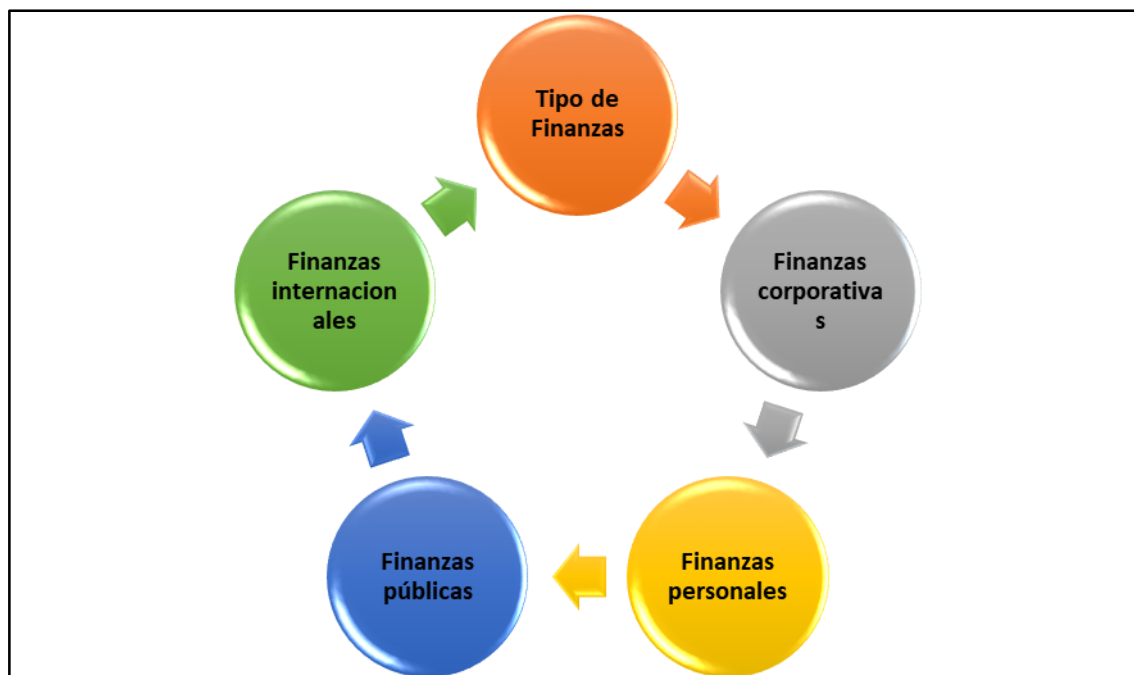 Tipo de
Finanzas
Finanzas
corporativa
s
Finanzas
personales
Finanzas
públicas
Finanzas
internacion
ales